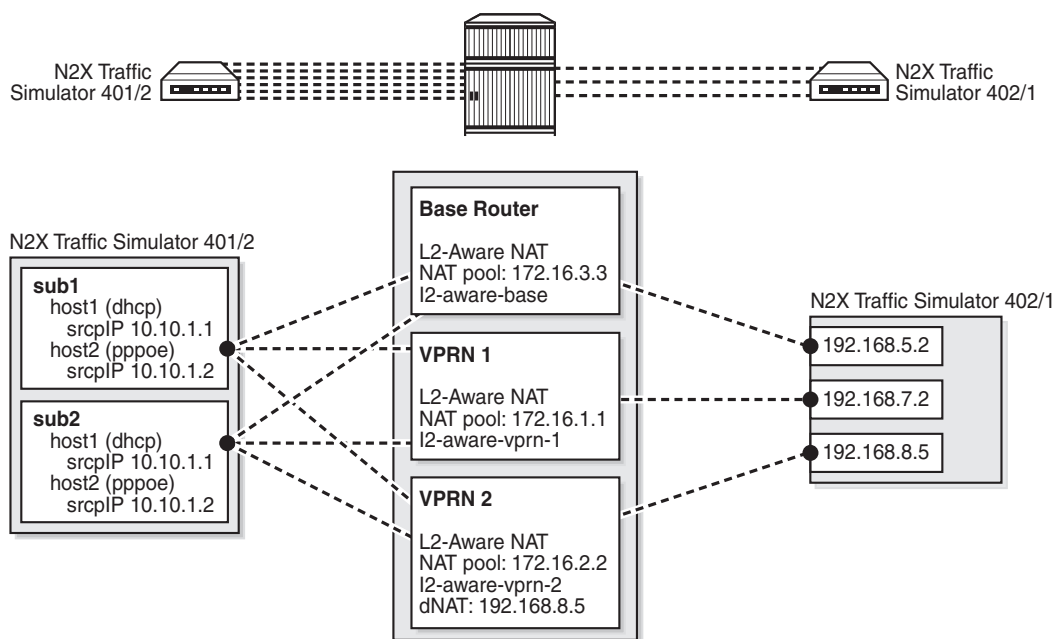 N2X Traffic
Simulator 401/2
N2X Traffic
Simulator 402/1
N2X Traffic Simulator 401/2
sub1
host1 (dhcp)
srcpIP 10.10.1.1
host2 (pppoe)
srcpIP 10.10.1.2
sub2
host1 (dhcp)
srcpIP 10.10.1.1
host2 (pppoe)
srcpIP 10.10.1.2
Base Router
L2-Aware NAT
NAT pool: 172.16.3.3
l2-aware-base
VPRN 1
L2-Aware NAT
NAT pool: 172.16.1.1
l2-aware-vprn-1
VPRN 2
L2-Aware NAT
NAT pool: 172.16.2.2
l2-aware-vprn-2
dNAT: 192.168.8.5
N2X Traffic Simulator 402/1
192.168.5.2
192.168.7.2
192.168.8.5